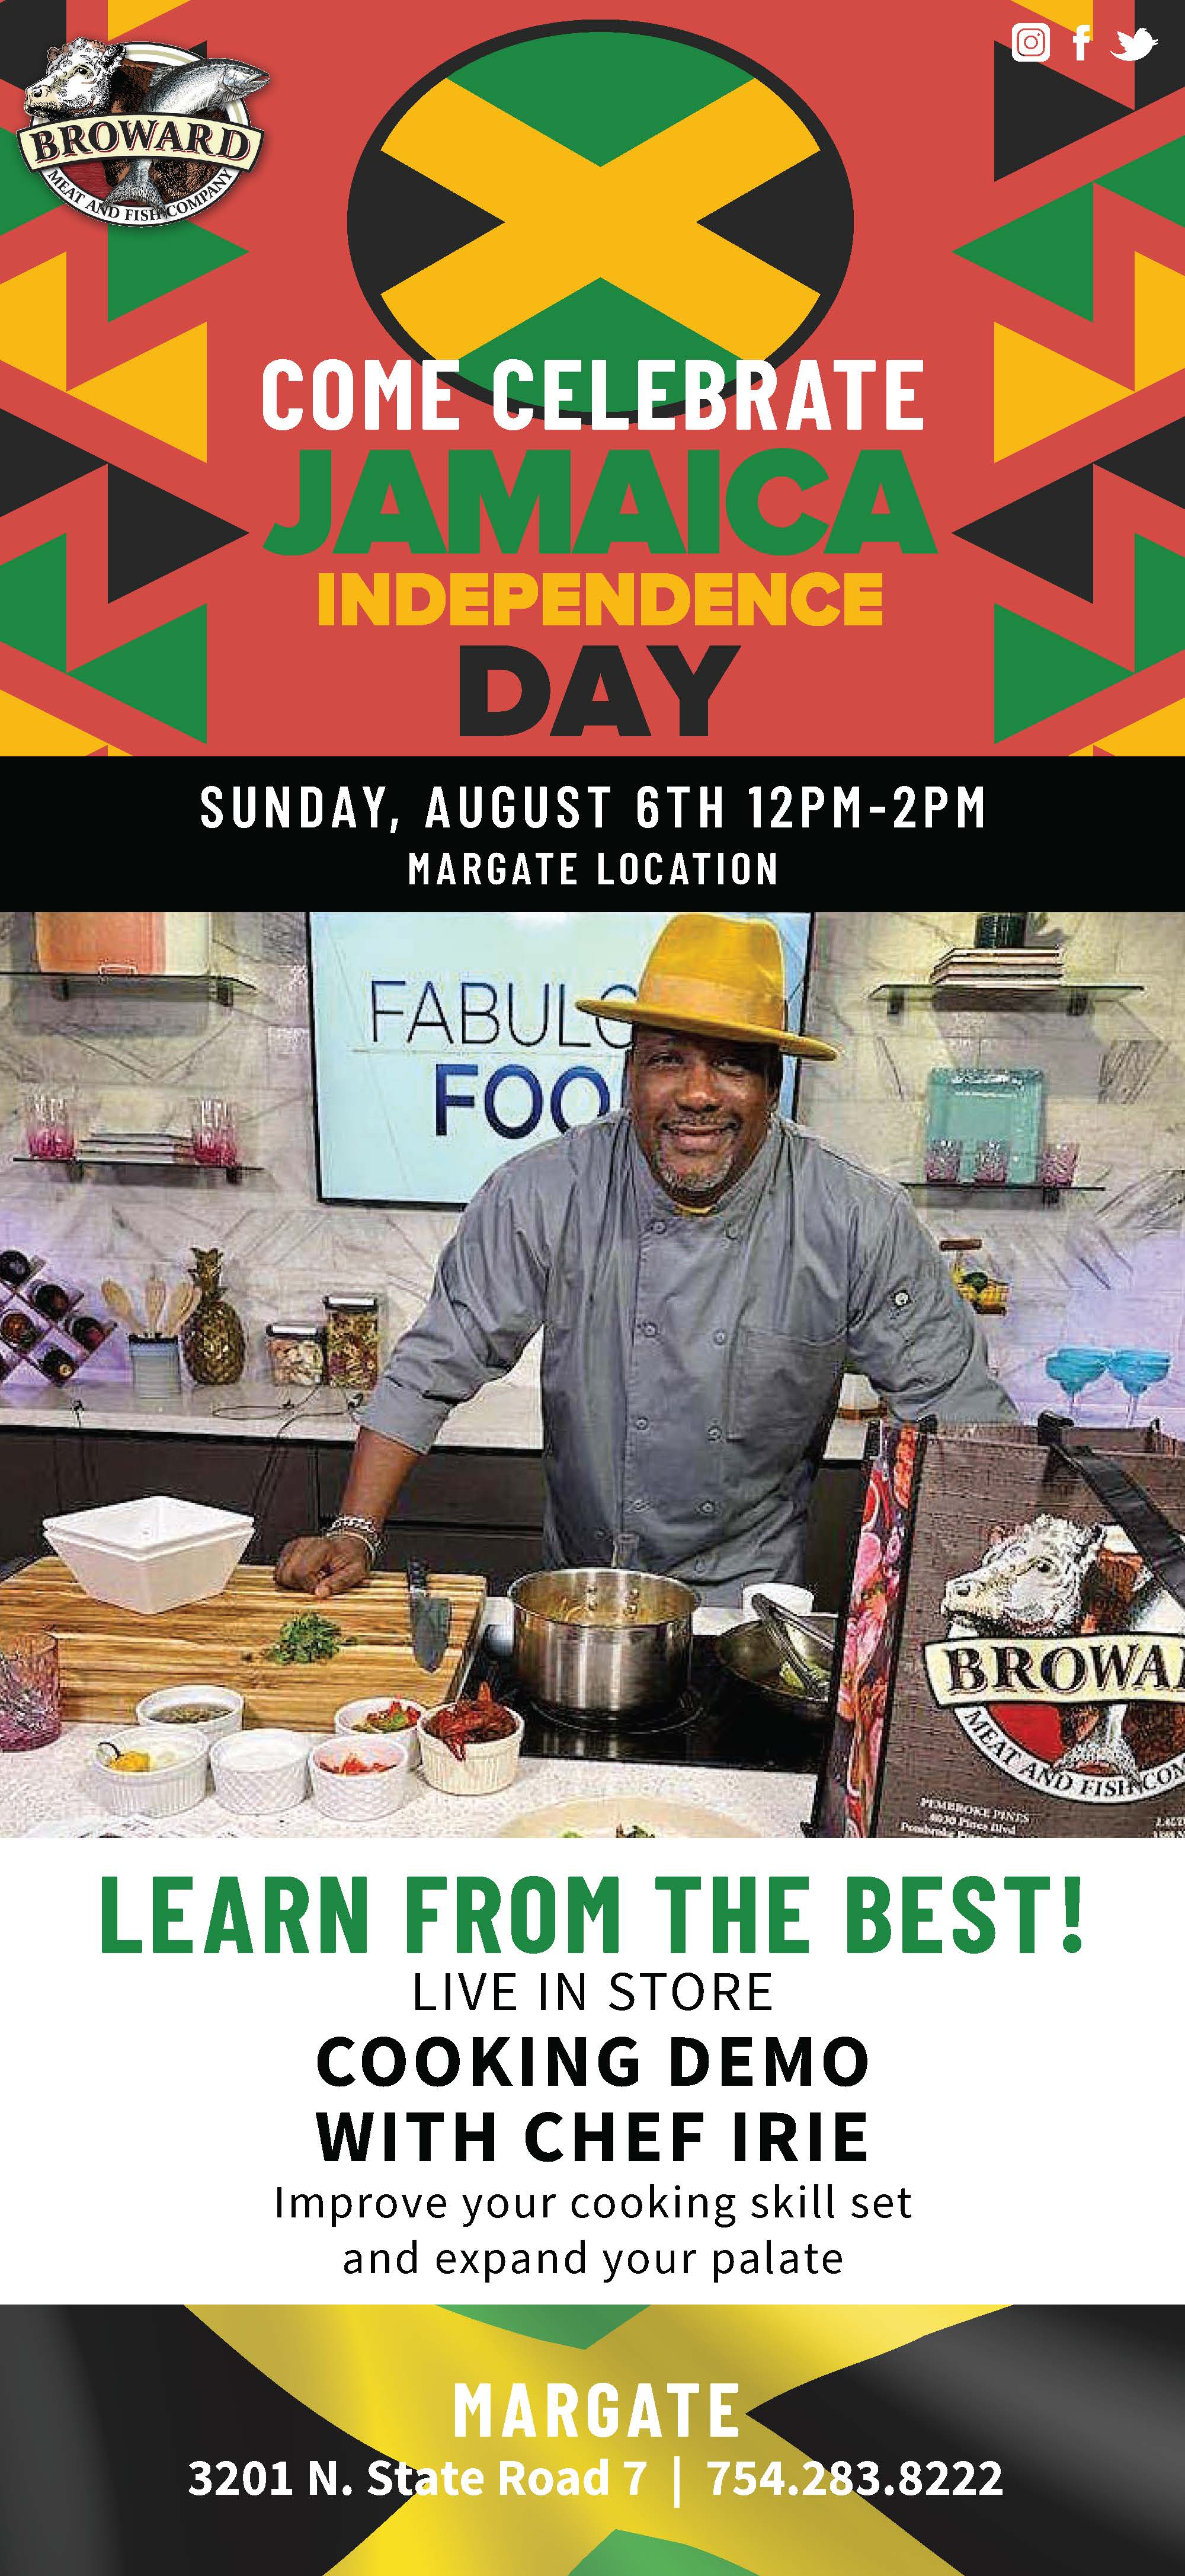 BROWARD
MEAT AND FISH COMPANY
COME CELEBRATE
JAMAICA
INDEPENDENCE
DAY
SUNDAY, AUGUST 6TH 12PM-2PM
MARGATE LOCATION
FABULO
FOO
BROWA
MEAT AND FISH COM
PEMBROKE PINES
LEARN FROM THE BEST!
LIVE IN STORE
COOKING DEMO
WITH CHEF IRIE
Improve your cooking skill set
and expand your palate
MARGATE
3201 N. State Road 7 | 754.283.8222